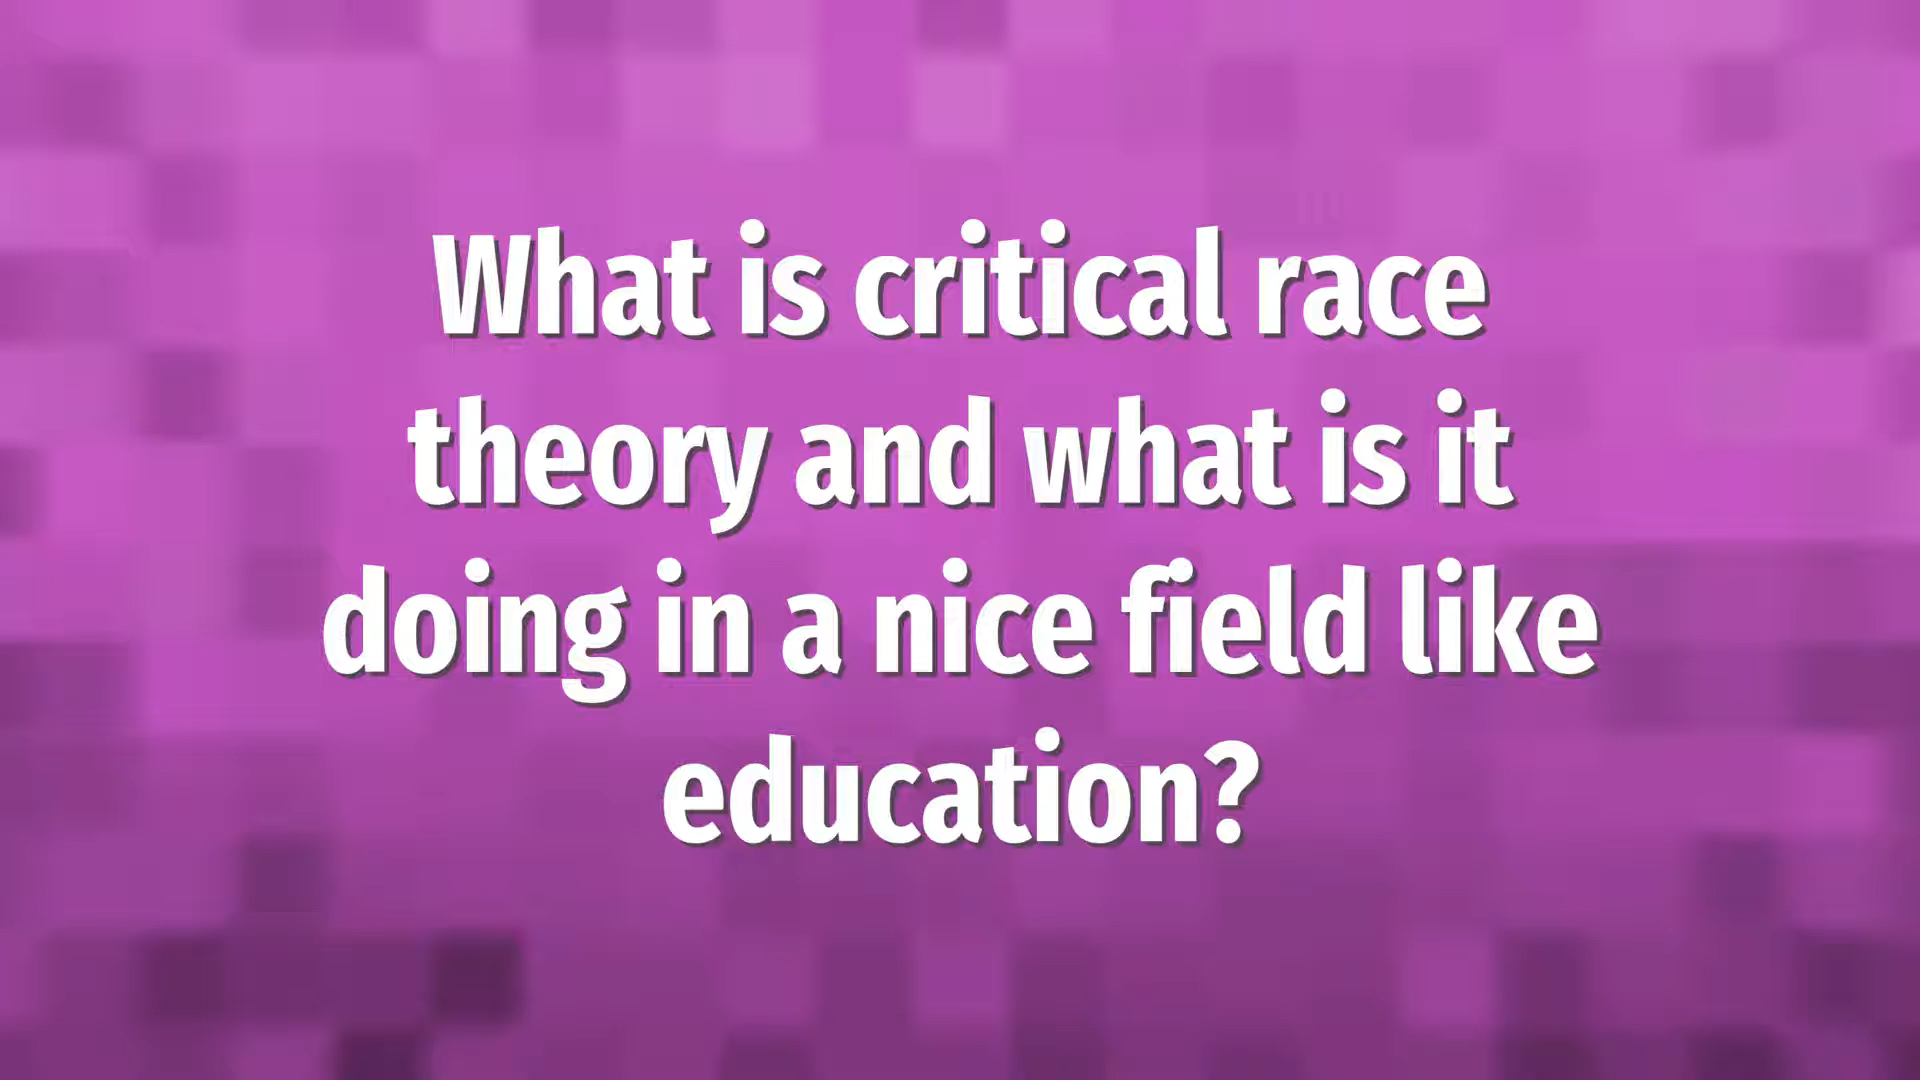 What is critical race
theory and what is it
doing in a nice field like
education?